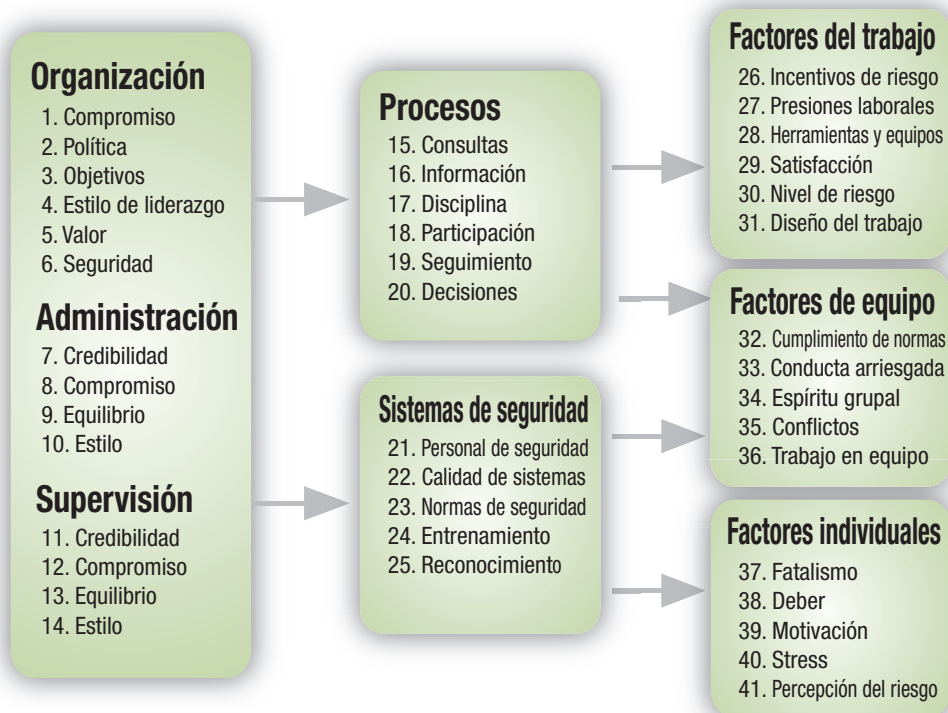 Organización
1. Compromiso
2. Política
3. Objetivos
4. Estilo de liderazgo
5. Valor
6. Seguridad
Administración
7. Credibilidad
8. Compromiso
9. Equilibrio
10. Estilo
Supervisión
11. Credibilidad
12. Compromiso
13. Equilibrio
14. Estilo
Procesos
15. Consultas
16. Información
17. Disciplina
18. Participación
19. Seguimiento
20. Decisiones
Sistemas de seguridad
21. Personal de seguridad
22. Calidad de sistemas
23. Normas de seguridad
24. Entrenamiento
25. Reconocimiento
Factores del trabajo
26. Incentivos de riesgo
27. Presiones laborales
28. Herramientas y equipos
29. Satisfacción
30. Nivel de riesgo
31. Diseño del trabajo
Factores de equipo
32. Cumplimiento de normas
33. Conducta arriesgada
34. Espíritu grupal
35. Conflictos
36. Trabajo en equipo
Factores individuales
37. Fatalismo
38. Deber
39. Motivación
40. Stress
41. Percepción del riesgo